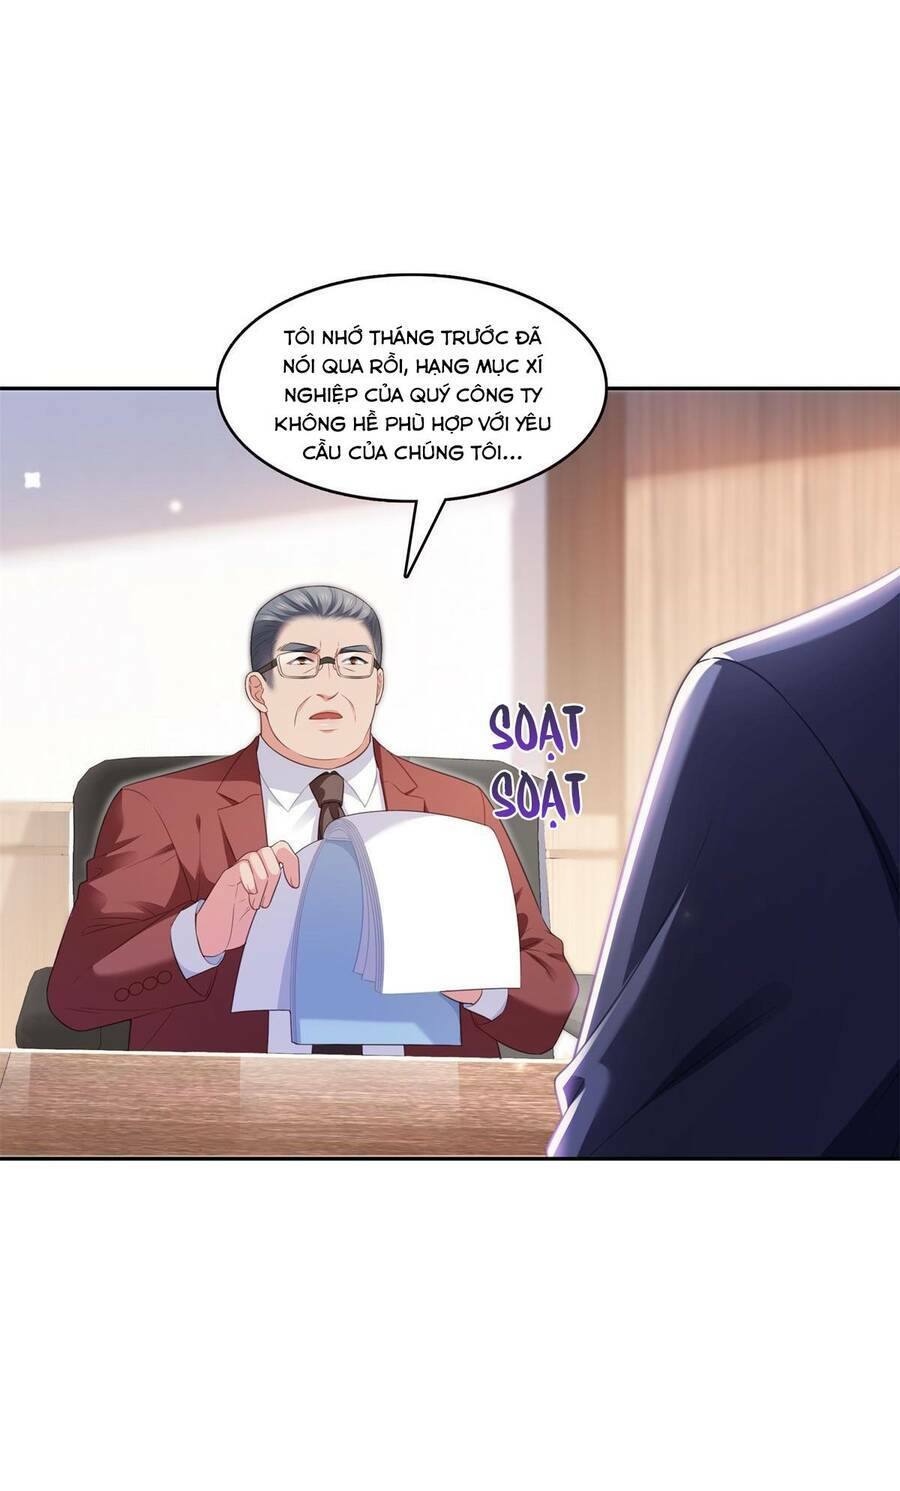 TÔI NHỚ THÁNG TRƯỚC ĐÃ
NÓI QUA RỒI, HẠNG MỤC XÍ
NGHIỆP CỦA QUÝ CÔNG TY
KHÔNG HỀ PHÙ HỢP VỚI YÊU
CẦU CỦA CHÚNG TÔI...
SOẠT
SOẠT